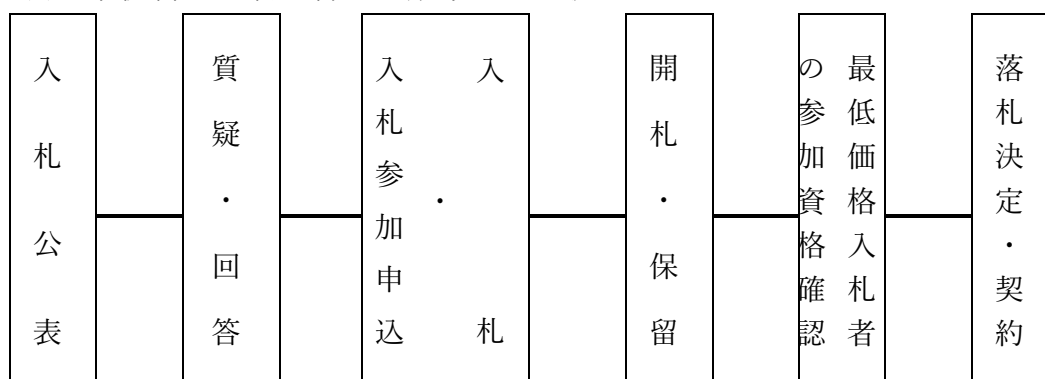 入札公表
質疑・回答
入札参加申込
・
入札
開札・保留
最低価格入札者
の参加資格確認
落札決定・契約